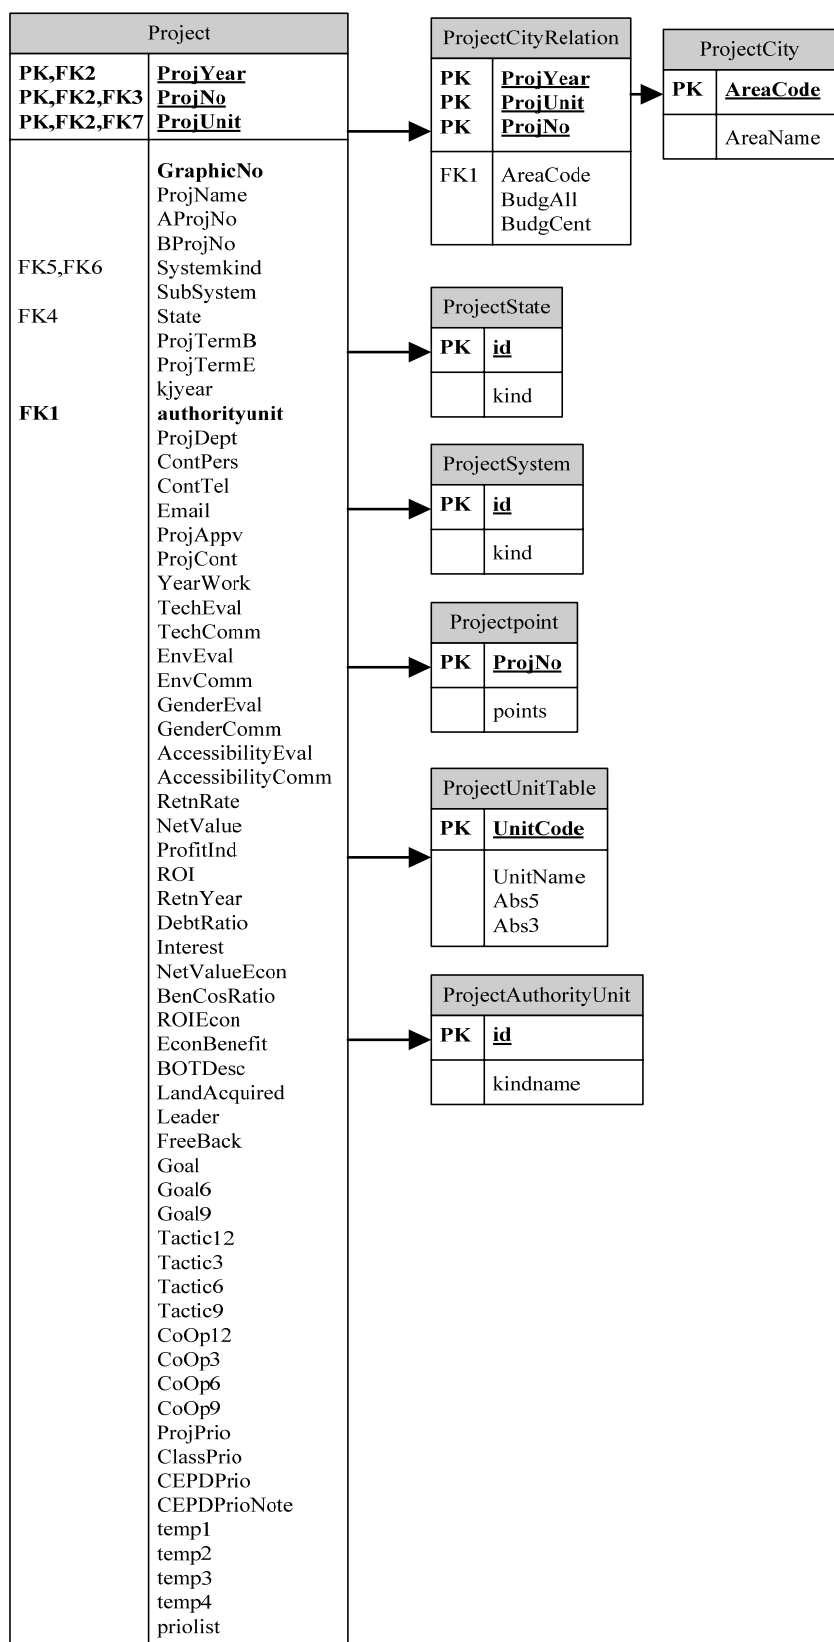 Project
PK,FK2 ProjYear
PK,FK2,FK3 ProjNo
PK,FK2,FK7 ProjUnit
GraphicNo
ProjName
AProjNo
BProjNo
FK5,FK6 Systemkind
SubSystem
FK4 State
ProjTermB
ProjTermE
kjyear
FK1 authorityunit
ProjDept
ContPers
ContTel
Email
ProjAppv
ProjCont
YearWork
TechEval
TechComm
EnvEval
EnvComm
GenderEval
GenderComm
AccessibilityEval
AccessibilityComm
RetnRate
NetValue
ProfitInd
ROI
RetnYear
DebtRatio
Interest
NetValueEcon
BenCosRatio
ROIEcon
EconBenefit
BOTDesc
LandAcquired
Leader
FreeBack
Goal
Goal6
Goal9
Tactic12
Tactic3
Tactic6
Tactic9
CoOp12
CoOp3
CoOp6
CoOp9
ProjPrio
ClassPrio
CEPDPrio
CEPDPrioNote
temp1
temp2
temp3
temp4
priolist
ProjectCityRelation
PK ProjYear
PK ProjUnit
PK ProjNo
FK1 AreaCode
BudgAll
BudgCent
ProjectCity
PK AreaCode
AreaName
ProjectState
PK id
kind
ProjectSystem
PK id
kind
Projectpoint
PK ProjNo
points
ProjectUnitTable
PK UnitCode
UnitName
Abs5
Abs3
ProjectAuthorityUnit
PK id
kindname